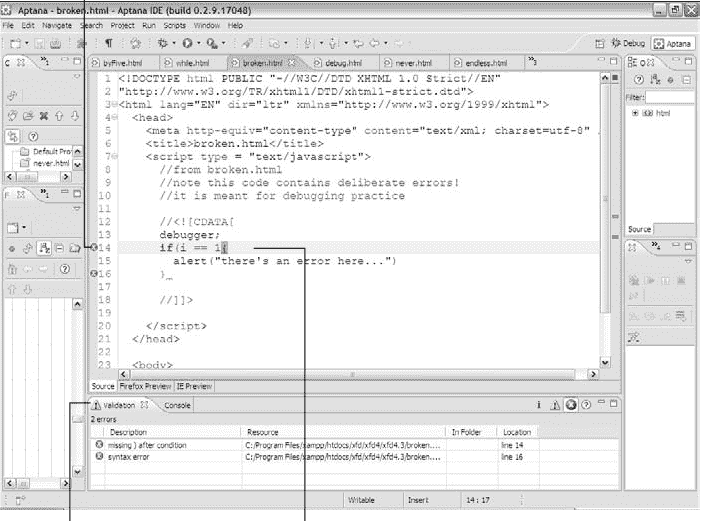 Aptana - broken.html - Aptana IDE (build 0.2.9.17048)
File Edit Navigate Search Project Run Scripts Window Help
Debug Aptana
byFive.html while.html broken.html debug.html never.html endless.html
1 <!DOCTYPE html PUBLIC "-//W3C//DTD XHTML 1.0 Strict//EN"
2 "http://www.w3.org/TR/xhtml1/DTD/xhtml1-strict.dtd">
3 <html lang="EN" dir="ltr" xmlns="http://www.w3.org/1999/xhtml">
4 <head>
5 <meta http-equiv="content-type" content="text/xml; charset=utf-8"
6 <title>broken.html</title>
7 <script type = "text/javascript">
8 //from broken.html
9 //note this code contains deliberate errors!
10 //it is meant for debugging practice
11
12 //<![CDATA[
13 debugger;
14 if(i == 1{
15 alert("there's an error here...")
16 }
17
18 //]]>
19
20 </script>
21 </head>
22
23 <body>
Default Pro
never.html
Filter:
html
Source
Source Firefox Preview IE Preview
Validation Console
2 errors
Description Resource In Folder Location
missing ) after condition C:/Program Files/xampp/htdocs/xfd/xfd4/xfd4.3/broken.... line 14
syntax error C:/Program Files/xampp/htdocs/xfd/xfd4/xfd4.3/broken.... line 16
Writable Insert 14 : 17